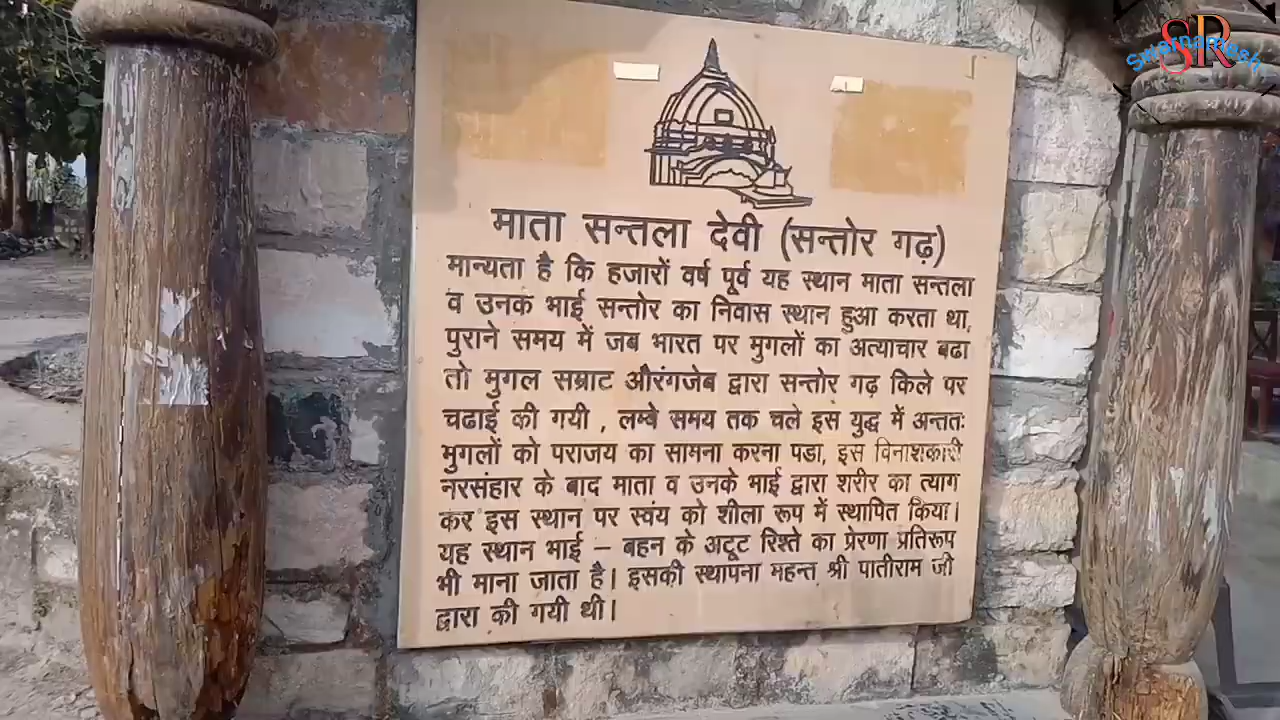 माता सन्तला देवी (सन्तोर गढ़)
मान्यता है कि हजारों वर्ष पूर्व यह स्थान माता सन्तला
व उनके भाई सन्तोर का निवास स्थान हुआ करता था,
पुराने समय में जब भारत पर मुगलों का अत्याचार बढा
तो मुगल सम्राट औरंगजेब द्वारा सन्तोर गढ़ किले पर
चढाई की गयी , लम्बे समय तक चले इस युद्ध में अन्ततः
मुगलों को पराजय का सामना करना पडा, इस विनाशकारी
नरसंहार के बाद माता व उनके भाई द्वारा शरीर का त्याग
कर इस स्थान पर स्वंय को शीला रूप में स्थापित किया।
यह स्थान भाई – बहन के अटूट रिश्ते का प्रेरणा प्रतिरूप
भी माना जाता है। इसकी स्थापना महन्त श्री पातीराम जी
द्वारा की गयी थी।
SR